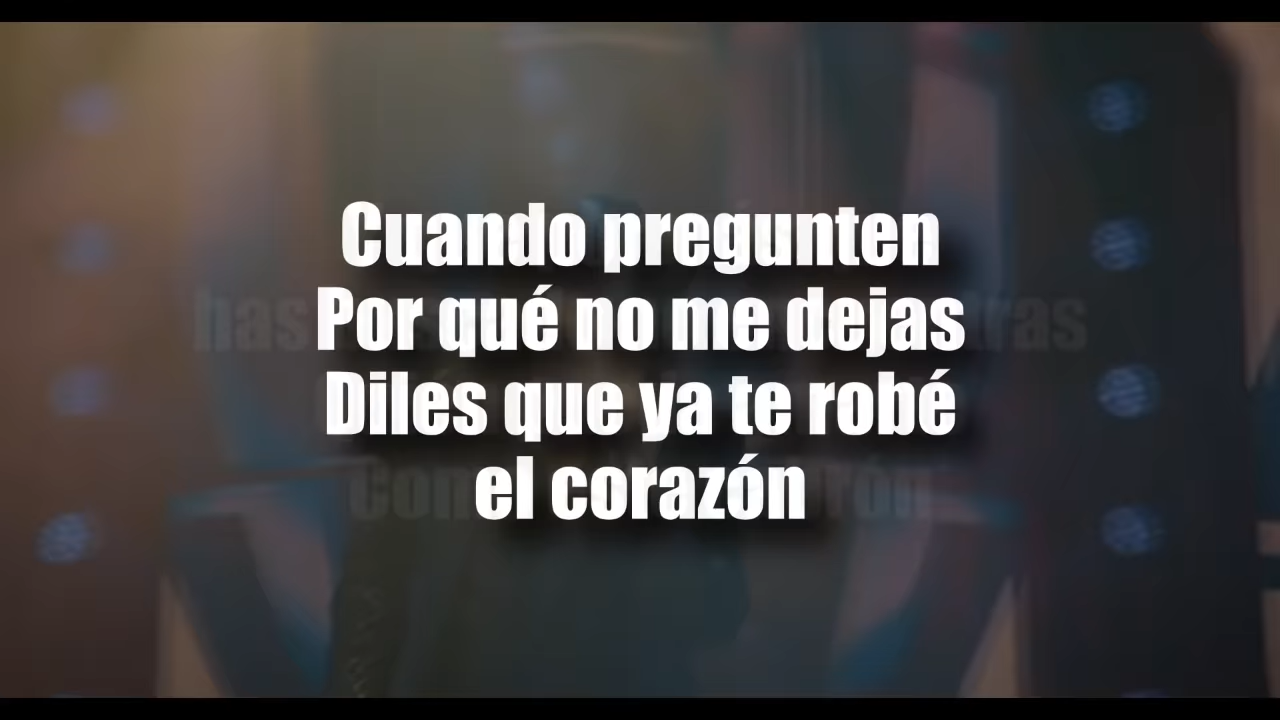 Cuando pregunten
Por qué no me dejas
Diles que ya te robé
el corazón